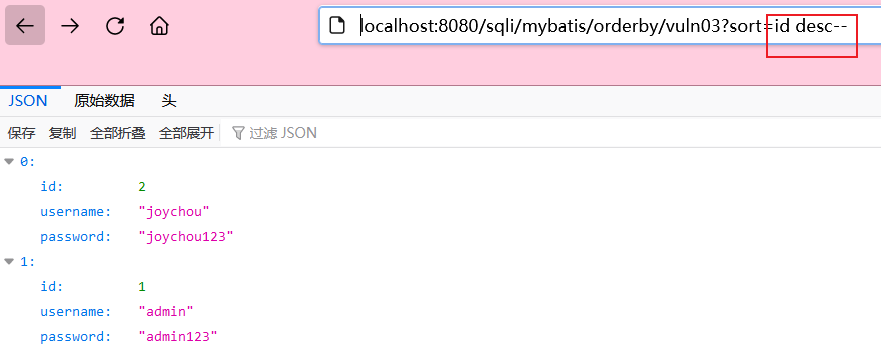 localhost:8080/sqli/mybatis/orderby/vuln03?sort=id desc--
JSON 原始数据 头
保存 复制 全部折叠 全部展开 过滤 JSON
0:
id: 2
username: "joychou"
password: "joychou123"
1:
id: 1
username: "admin"
password: "admin123"